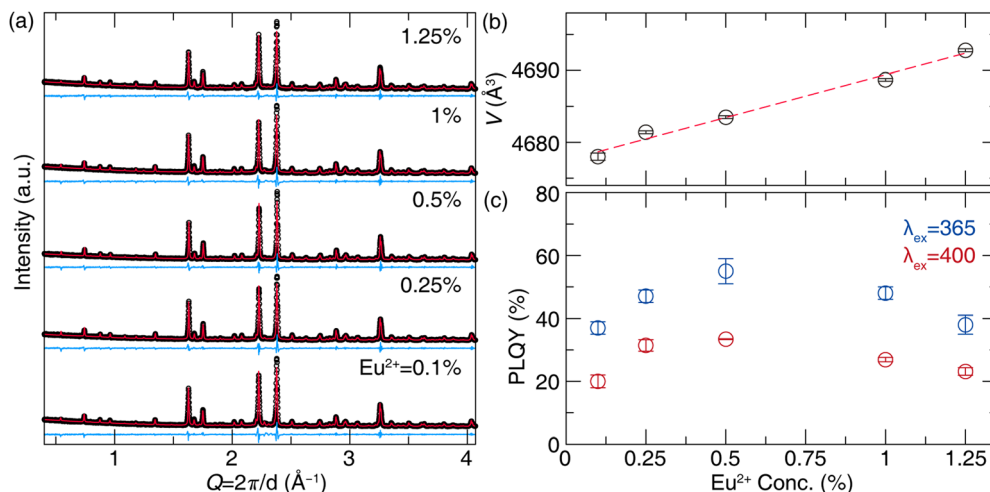 (a)
1.25%
1%
0.5%
0.25%
Eu²⁺=0.1%
Intensity (a.u.)
1 2 3 4
Q=2π/d (Å⁻¹)
(b)
4690
4680
V (Å³)
(c)
λex=365
λex=400
80
60
40
20
0
PLQY (%)
0 0.25 0.5 0.75 1.0 1.25
Eu²⁺ Conc. (%)